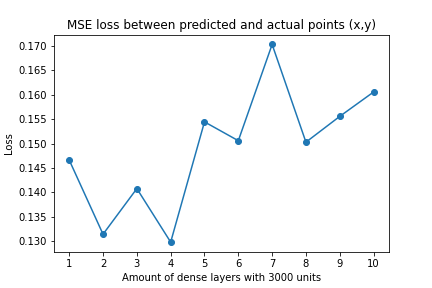 MSE loss between predicted and actual points (x,y)
0.170
0.165
0.160
0.155
0.150
0.145
0.140
0.135
0.130
Loss
1 2 3 4 5 6 7 8 9 10
Amount of dense layers with 3000 units